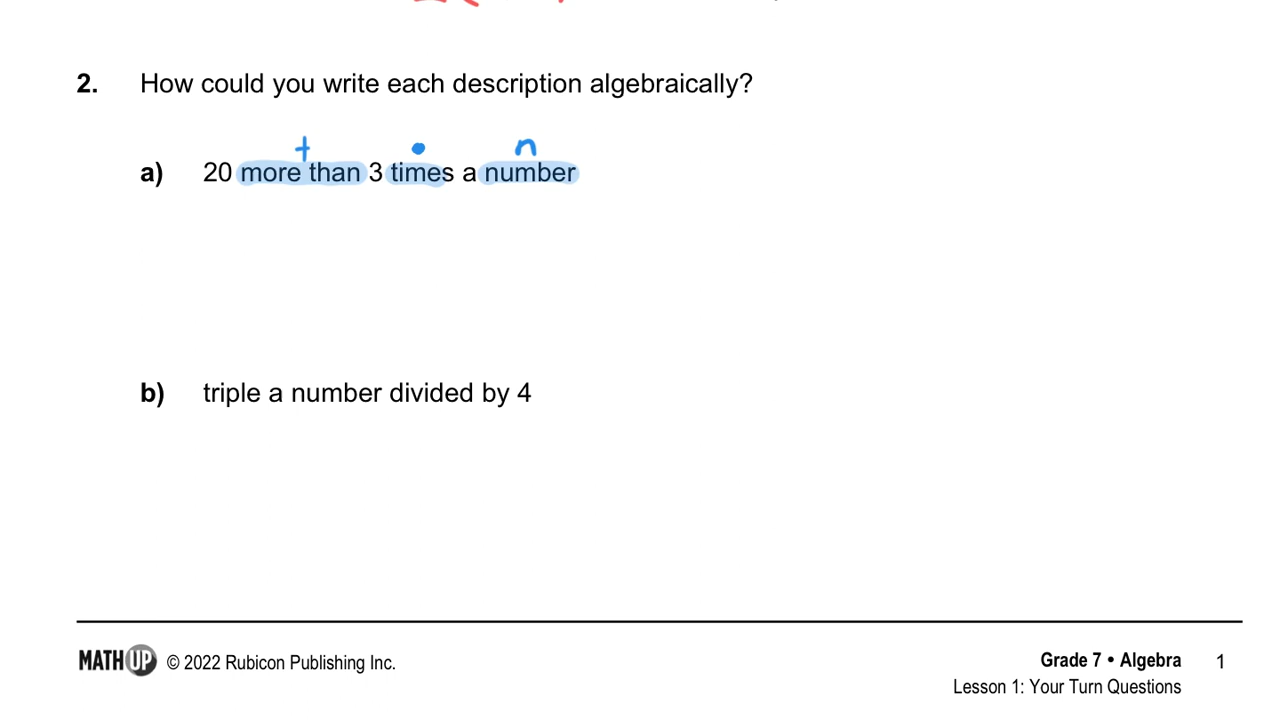 2. How could you write each description algebraically?
+ • n
a) 20 more than 3 times a number
b) triple a number divided by 4
MATH UP © 2022 Rubicon Publishing Inc.
Grade 7 • Algebra 1
Lesson 1: Your Turn Questions